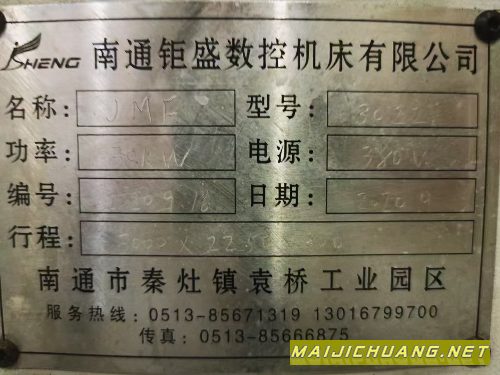 SHENG 南通钜盛数控机床有限公司
名称: JMF 型号:
功率: 电源: 380V
编号: 日期:
行程:
南通市秦灶镇袁桥工业园区
服务热线: 0513-85671319 13016799700
传真: 0513-85666875
MAIJICHUANG.NET